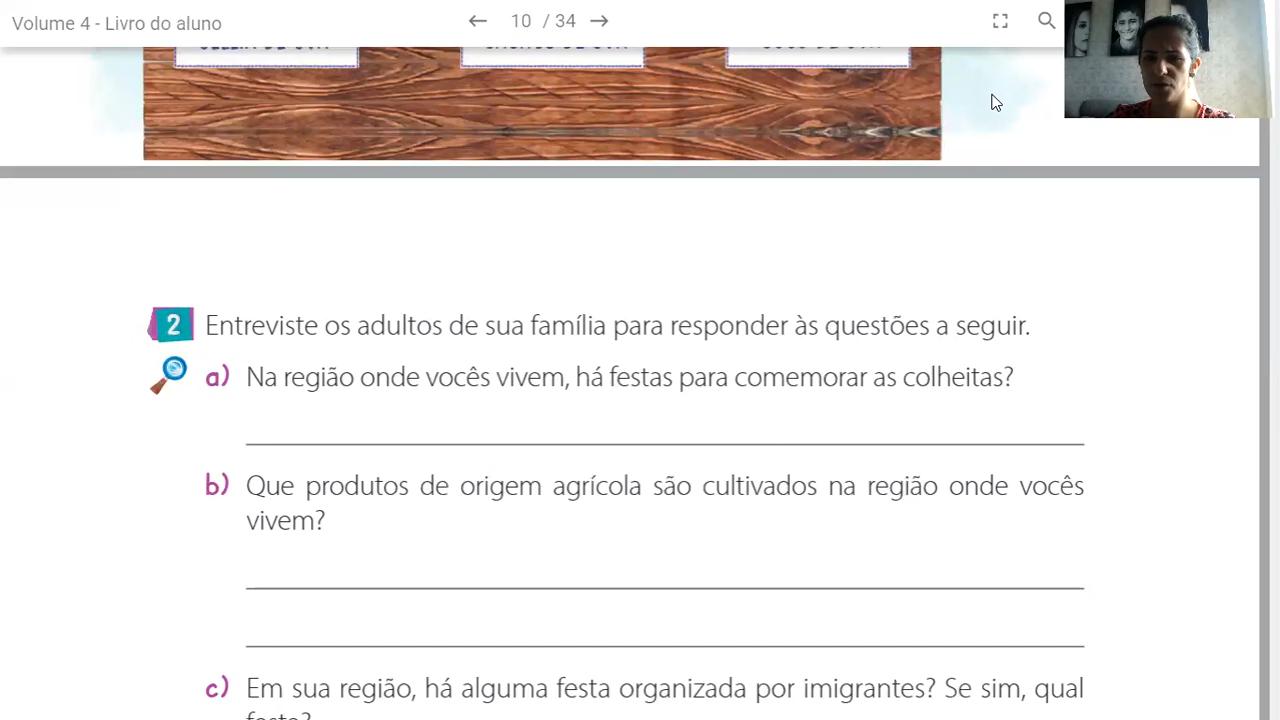 Volume 4 - Livro do aluno
10 / 34
2 Entreviste os adultos de sua família para responder às questões a seguir.
a) Na região onde vocês vivem, há festas para comemorar as colheitas?
b) Que produtos de origem agrícola são cultivados na região onde vocês
vivem?
c) Em sua região, há alguma festa organizada por imigrantes? Se sim, qual
festa?